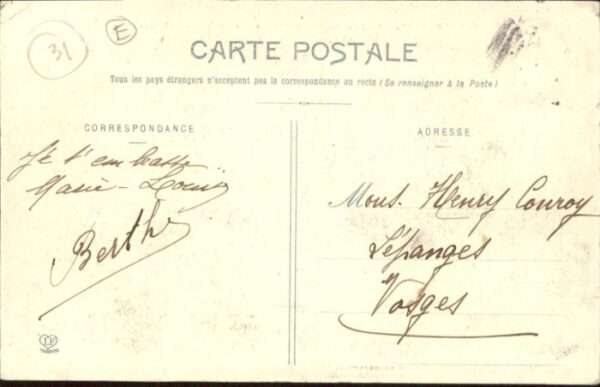 31
E
CARTE POSTALE
Tous les pays étrangers n'acceptent pas la correspondance au recto (Se renseigner à la Poste)
CORRESPONDANCE
ADRESSE
Je t'embrasse
Marie-Louise
Berthe
Mons. Henry Conroy
Lépanges
Vosges